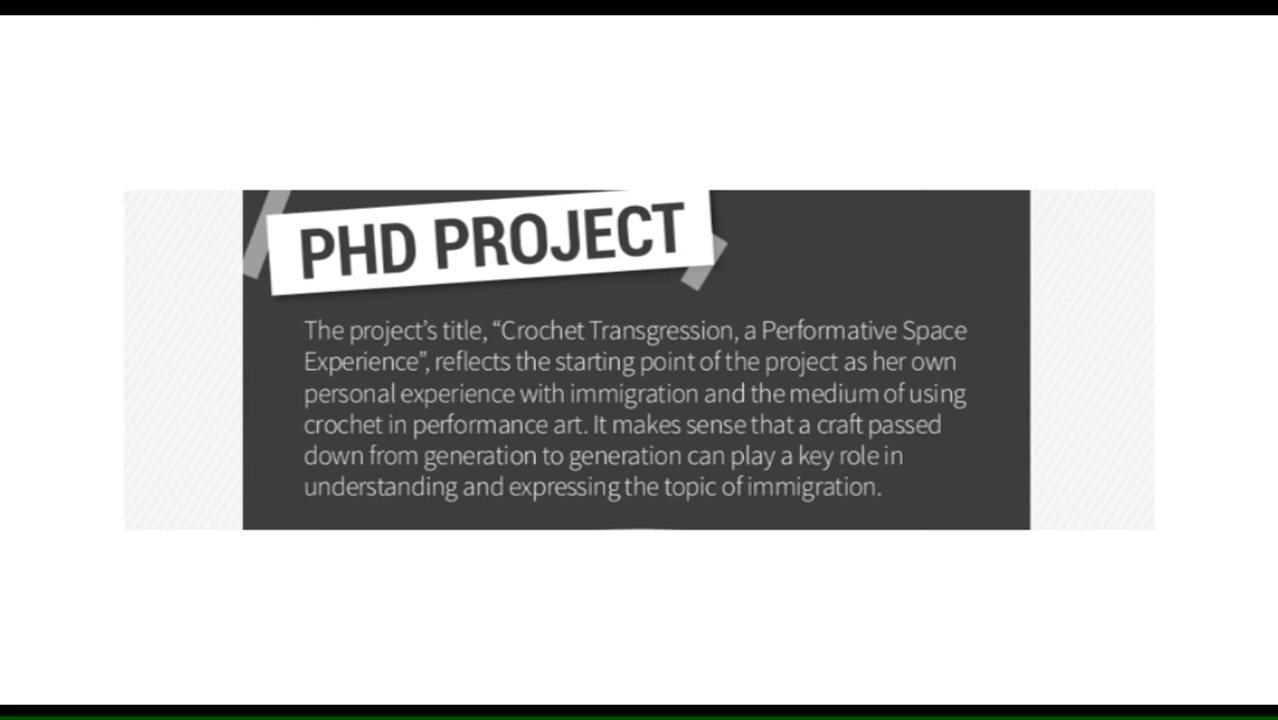 PHD PROJECT
The project’s title, “Crochet Transgression, a Performative Space
Experience”, reflects the starting point of the project as her own
personal experience with immigration and the medium of using
crochet in performance art. It makes sense that a craft passed
down from generation to generation can play a key role in
understanding and expressing the topic of immigration.